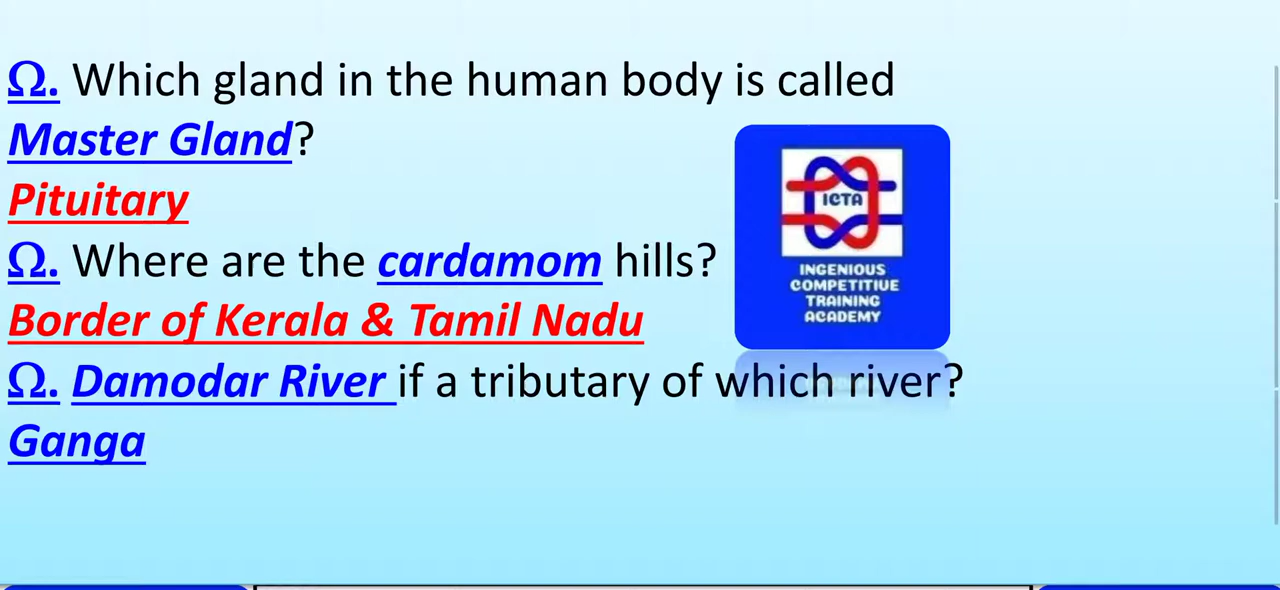 Ω. Which gland in the human body is called
Master Gland?
Pituitary
Ω. Where are the cardamom hills?
Border of Kerala & Tamil Nadu
Ω. Damodar River if a tributary of which river?
Ganga
ICTA
INGENIOUS
COMPETITIVE
TRAINING
ACADEMY